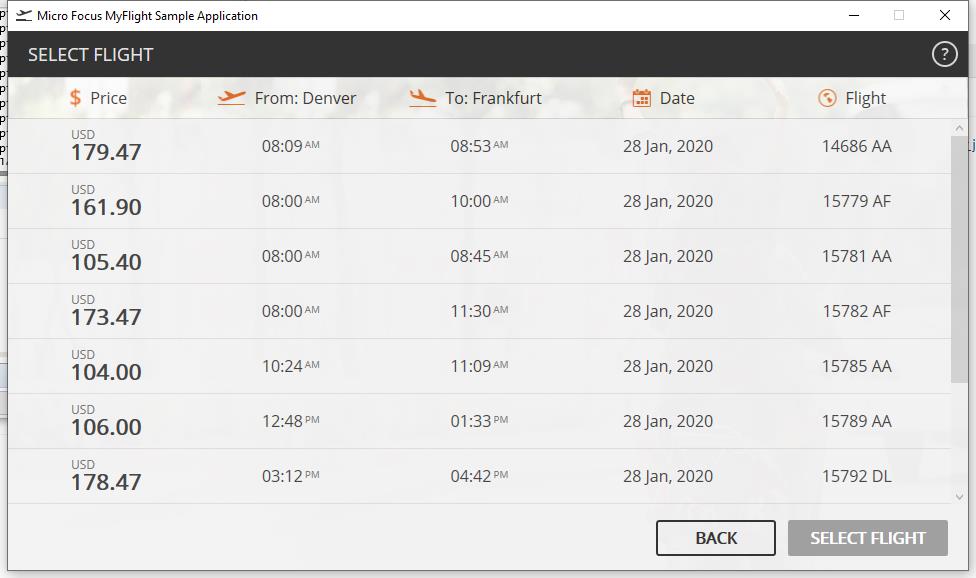 Micro Focus MyFlight Sample Application
SELECT FLIGHT ?
$ Price From: Denver To: Frankfurt Date Flight
USD
179.47 08:09 AM 08:53 AM 28 Jan, 2020 14686 AA
USD
161.90 08:00 AM 10:00 AM 28 Jan, 2020 15779 AF
USD
105.40 08:00 AM 08:45 AM 28 Jan, 2020 15781 AA
USD
173.47 08:00 AM 11:30 AM 28 Jan, 2020 15782 AF
USD
104.00 10:24 AM 11:09 AM 28 Jan, 2020 15785 AA
USD
106.00 12:48 PM 01:33 PM 28 Jan, 2020 15789 AA
USD
178.47 03:12 PM 04:42 PM 28 Jan, 2020 15792 DL
BACK SELECT FLIGHT